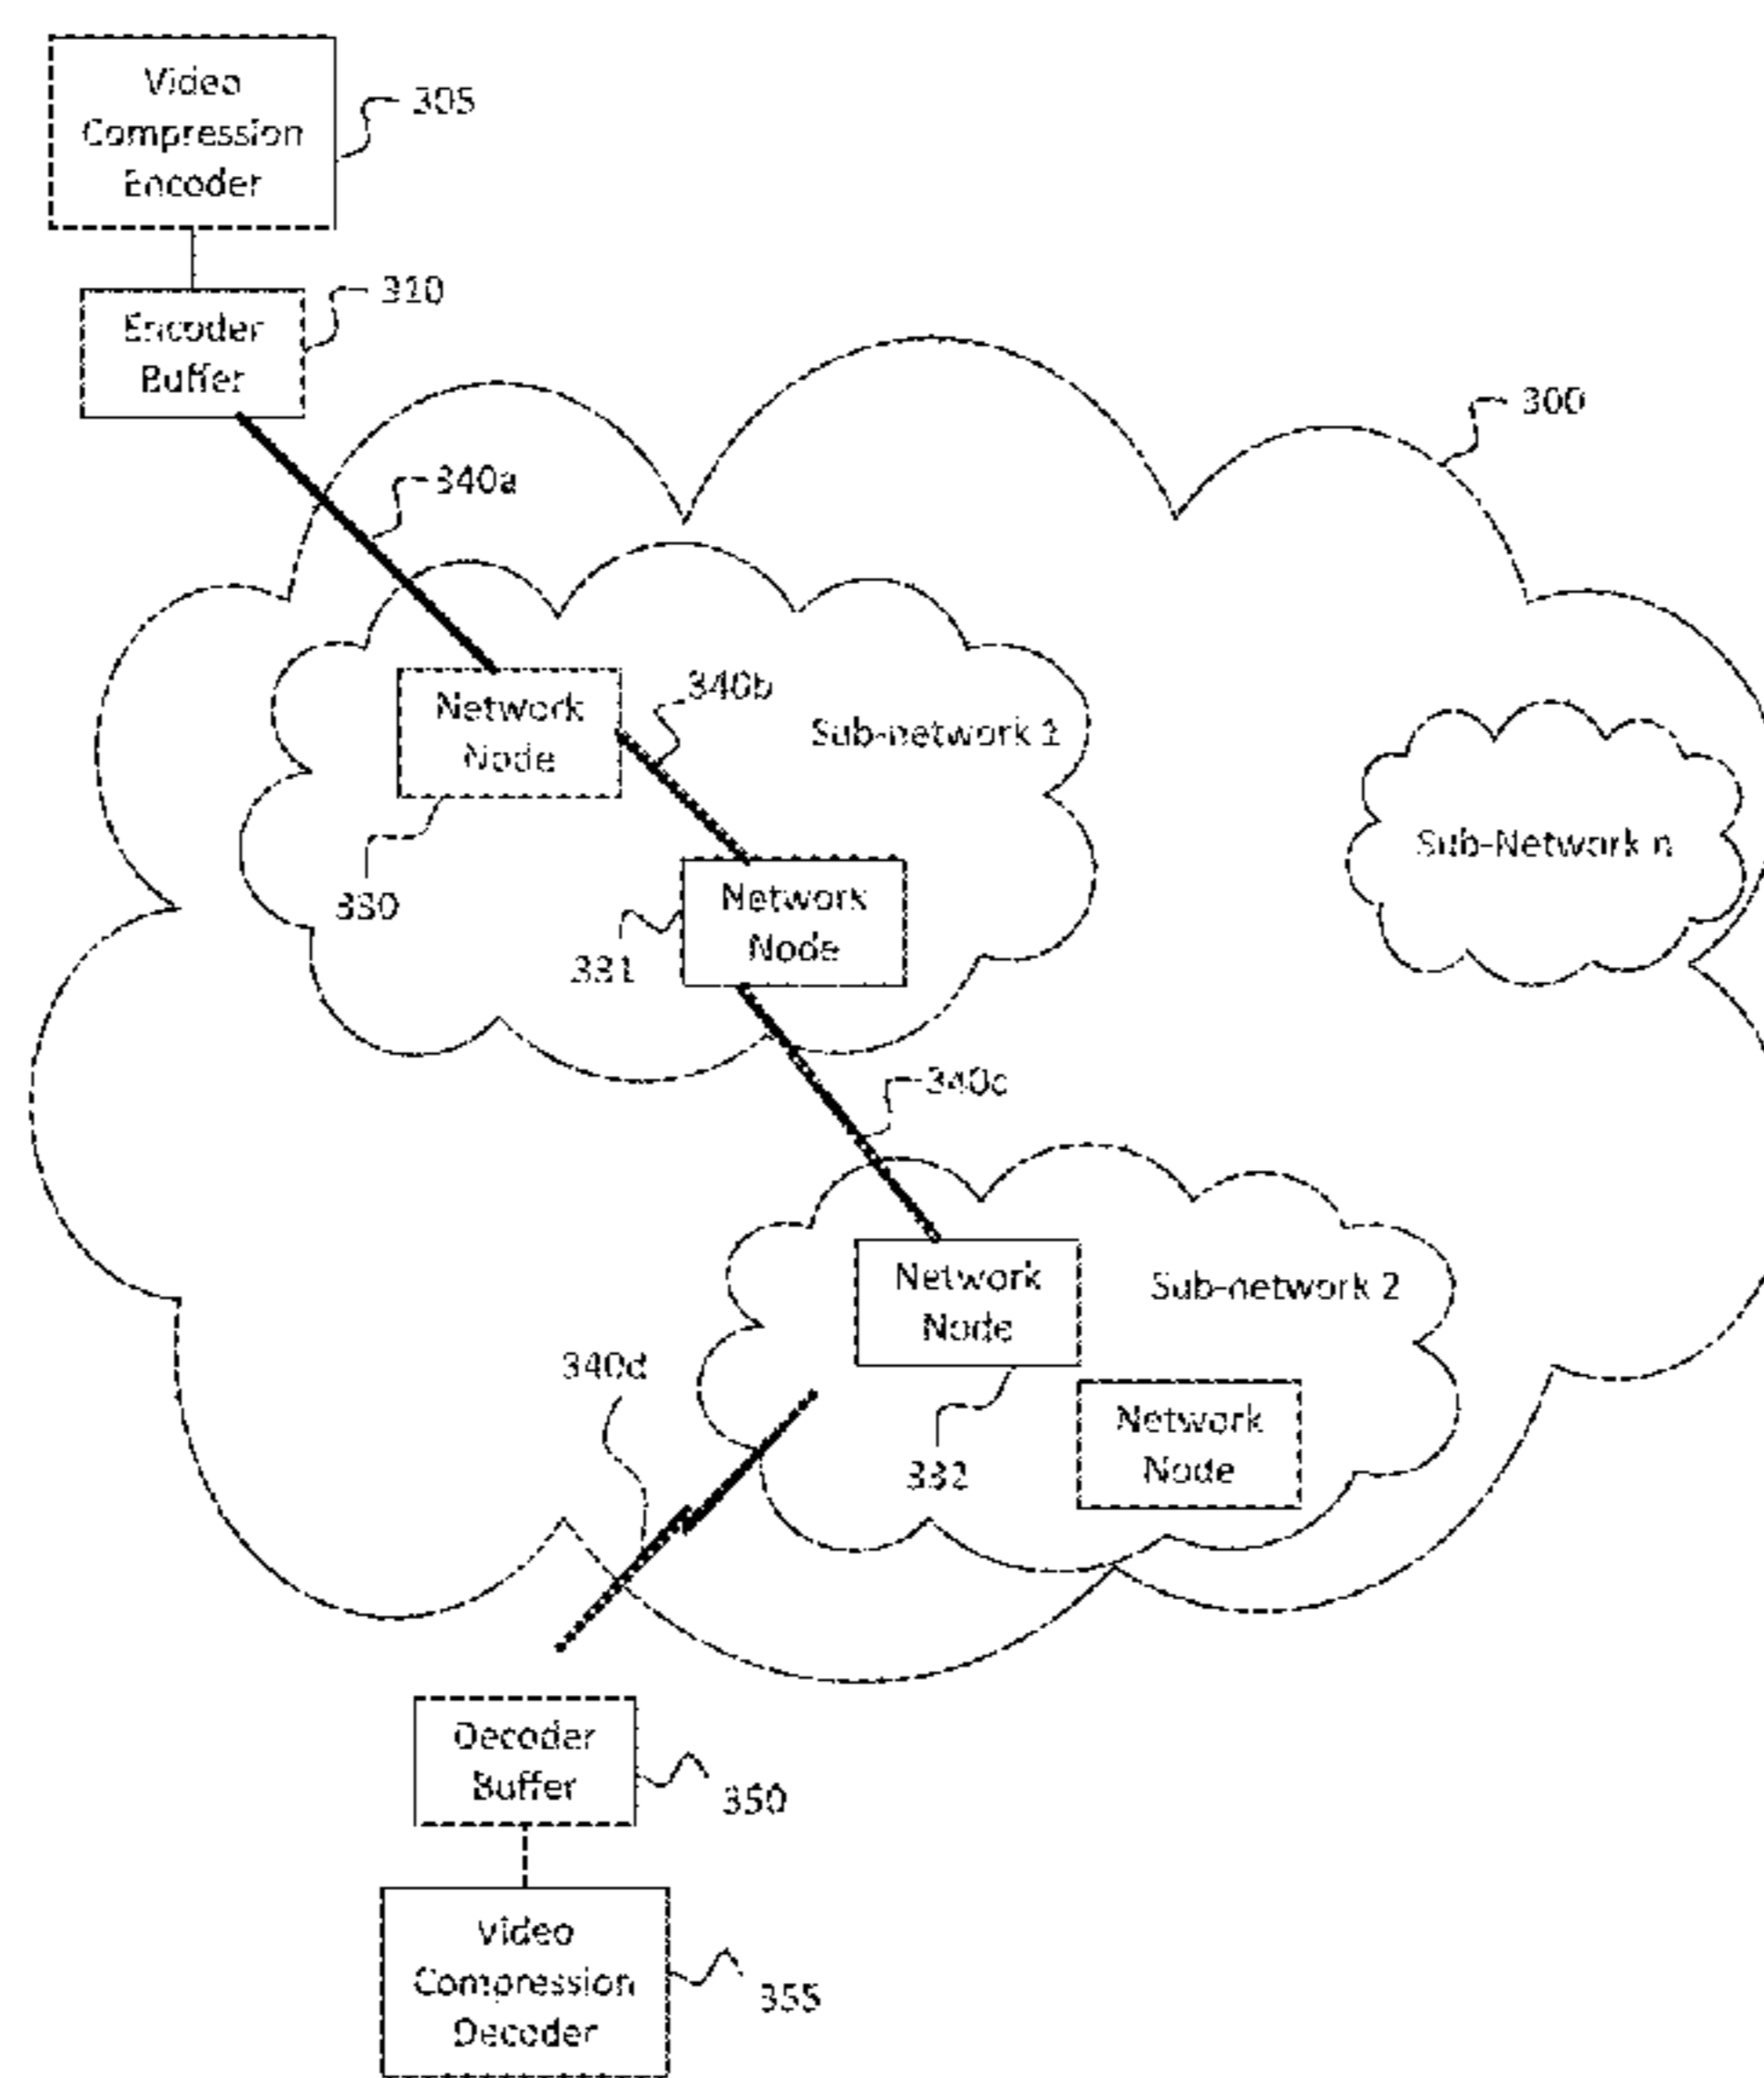 Video
Compression
Encoder
305
Encoder
Buffer
310
300
340a
Network
Node
340b
Sub-network 1
330
Network
Node
331
Sub-Network n
340c
Network
Node
Sub-network 2
340d
332
Network
Node
Decoder
Buffer
350
Video
Compression
Decoder
355